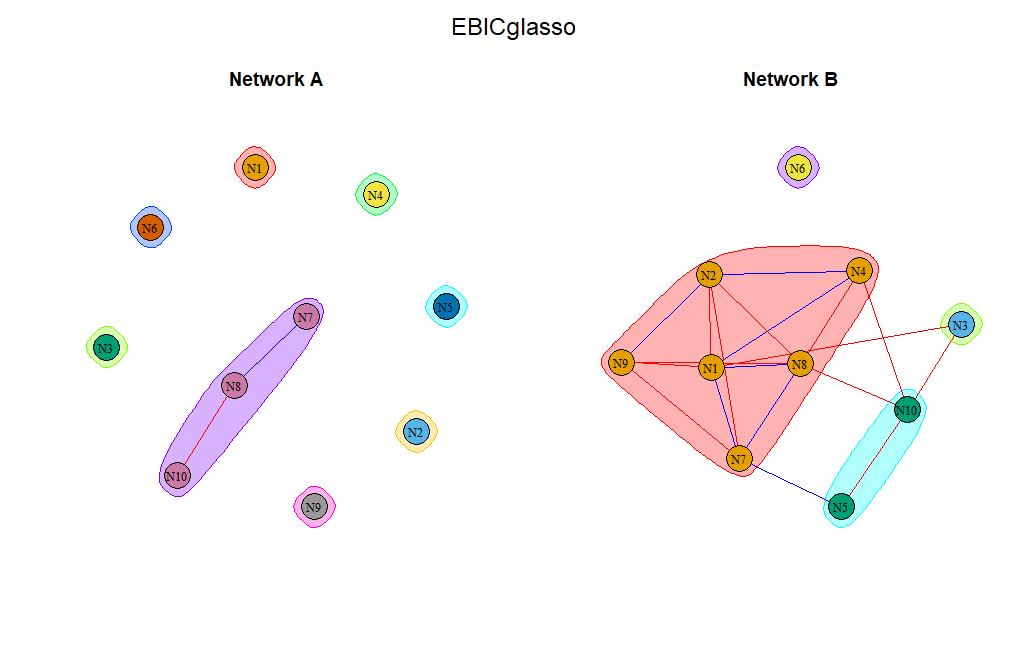 EBICglasso
Network A
Network B
N1
N4
N6
N5
N7
N3
N8
N2
N10
N9
N6
N2
N4
N3
N9
N1
N8
N10
N7
N5